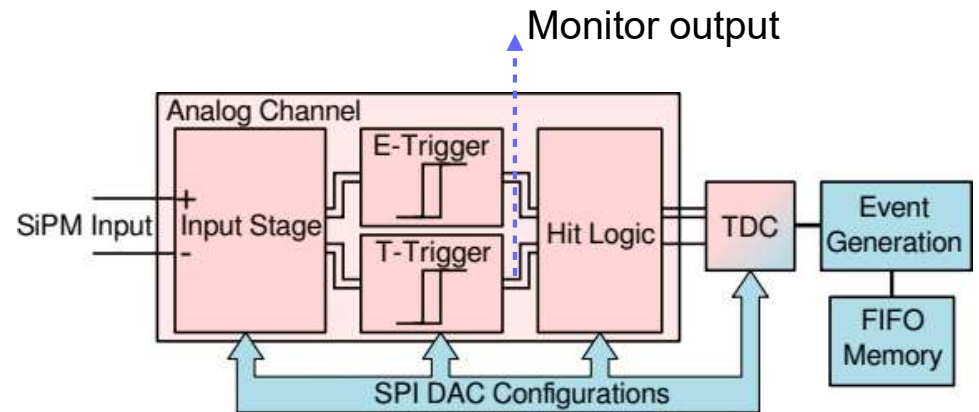 Monitor output
Analog Channel
E-Trigger
SiPM Input
+
-
Input Stage
T-Trigger
Hit Logic
TDC
Event
Generation
FIFO
Memory
SPI DAC Configurations